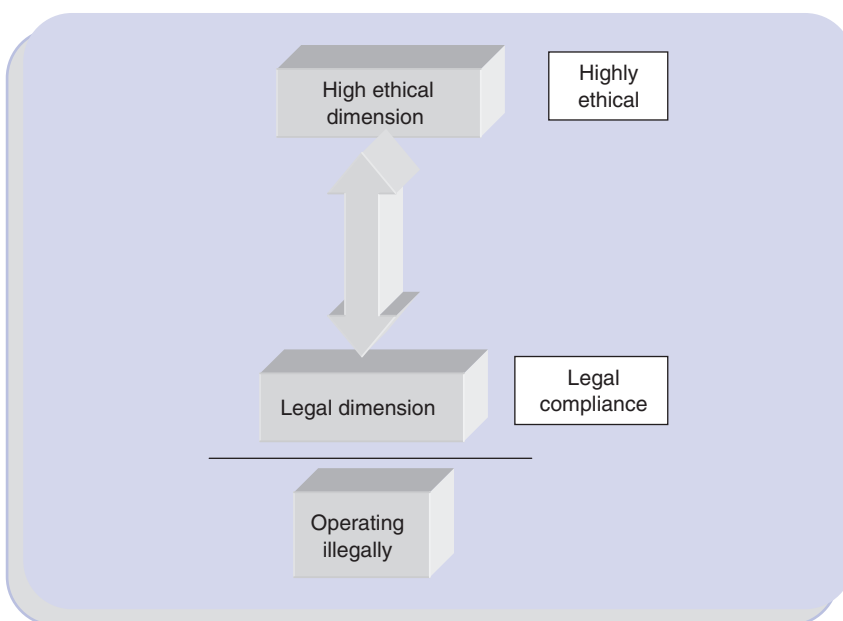 High ethical
dimension
Highly
ethical
Legal dimension
Legal
compliance
Operating
illegally